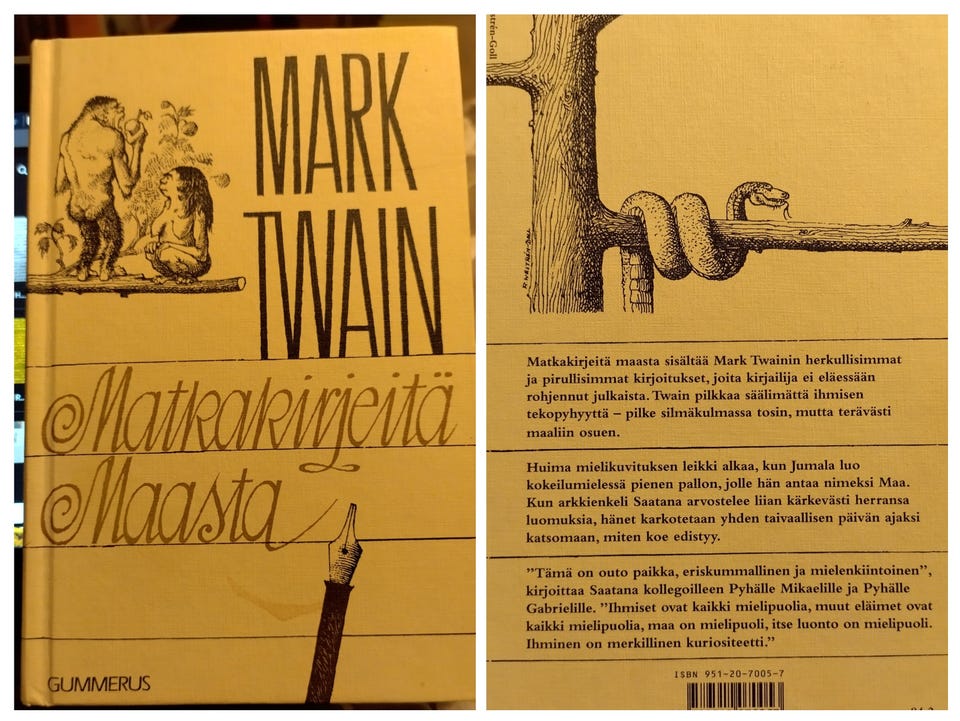 MARK
TWAIN
Matkakirjeitä
Maasta
GUMMERUS
Matkakirjeitä maasta sisältää Mark Twainin herkullisimmat
ja pirullisimmat kirjoitukset, joita kirjailija ei eläessään
rohjennut julkaista. Twain pilkkaa säälimättä ihmisen
tekopyhyyttä – pilke silmäkulmassa tosin, mutta terävästi
maaliin osuen.
Huima mielikuvituksen leikki alkaa, kun Jumala luo
kokeilumielessä pienen pallon, jolle hän antaa nimeksi Maa.
Kun arkkienkeli Saatana arvostelee liian kärkevästi herransa
luomuksia, hänet karkotetaan yhden taivaallisen päivän ajaksi
katsomaan, miten koe edistyy.
”Tämä on outo paikka, eriskummallinen ja mielenkiintoinen”,
kirjoittaa Saatana kollegoilleen Pyhälle Mikaelille ja Pyhälle
Gabrielille. ”Ihmiset ovat kaikki mielipuolia, muut eläimet ovat
kaikki mielipuolia, maa on mielipuoli, itse luonto on mielipuoli.
Ihminen on merkillinen kuriositeetti.”
ISBN 951-20-7005-7